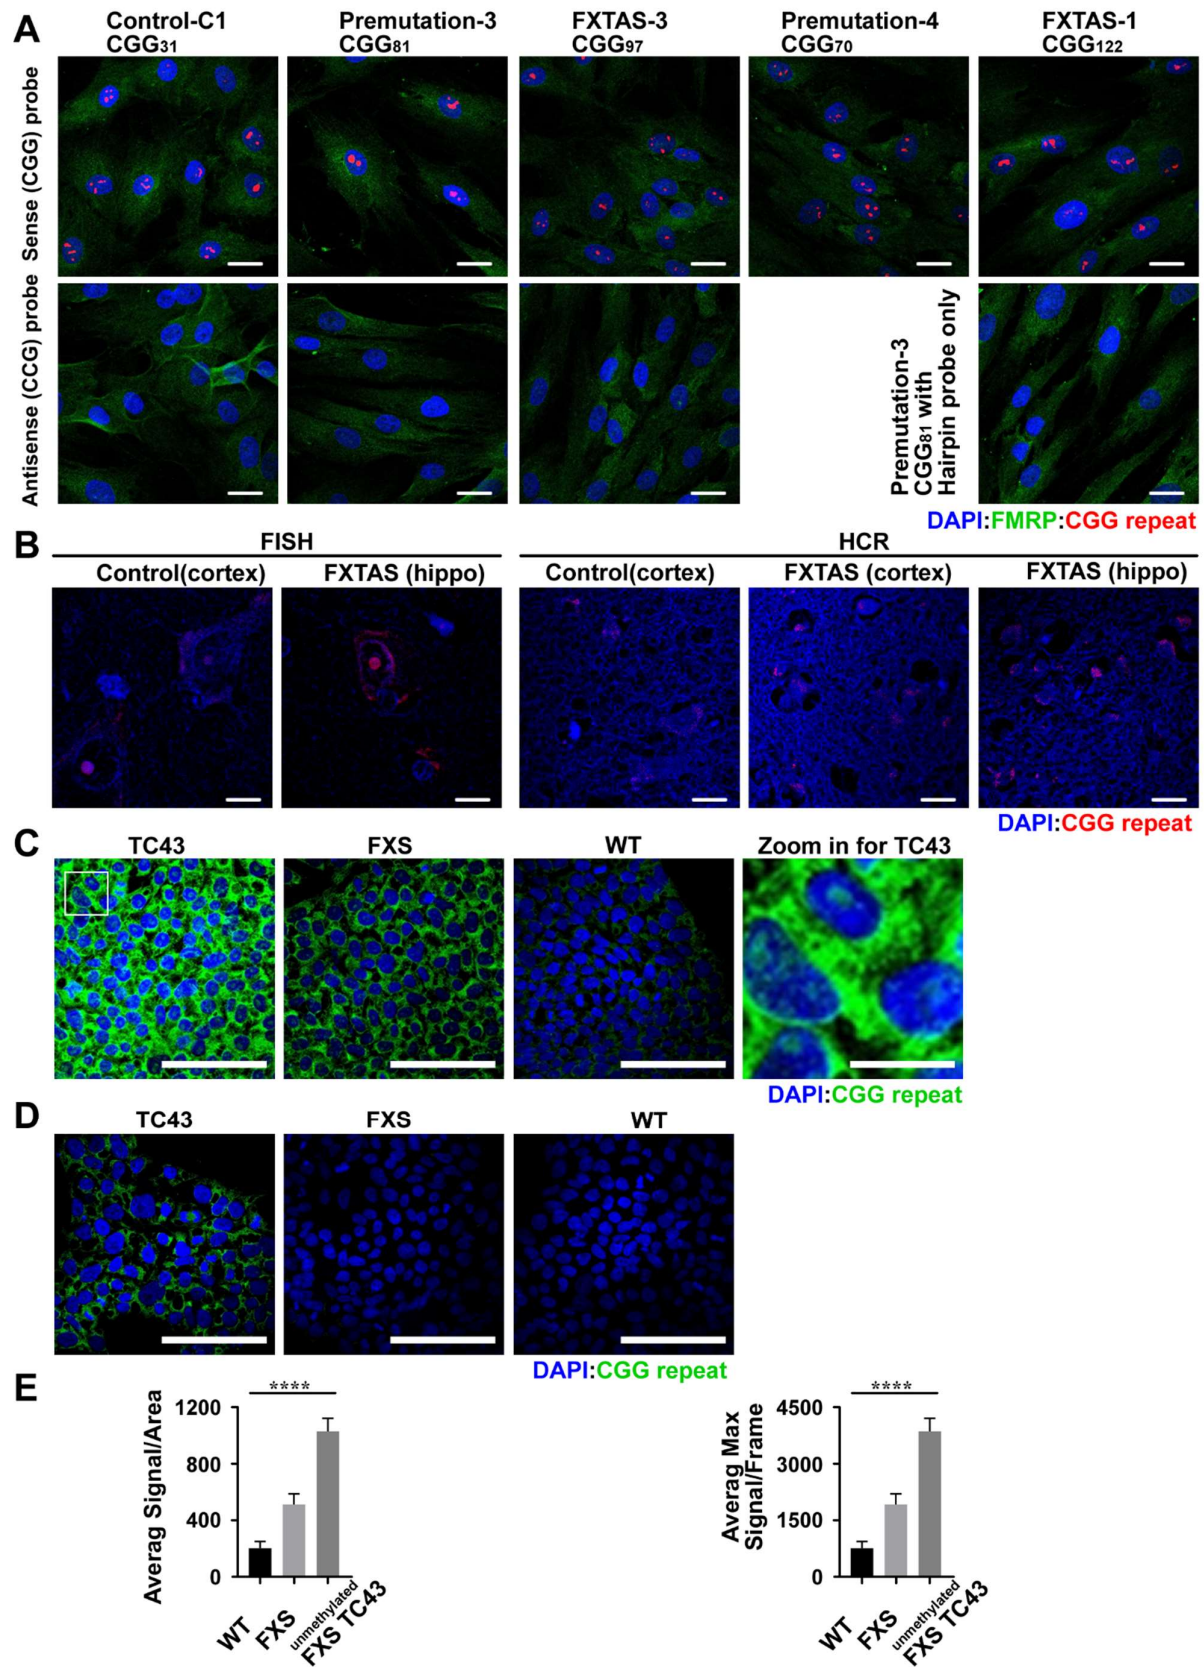 A
Control-C1
CGG31
Premutation-3
CGG81
FXTAS-3
CGG97
Premutation-4
CGG70
FXTAS-1
CGG122
Sense (CGG) probe
Antisense (CCG) probe
Premutation-3
CGG81 with
Hairpin probe only
DAPI:FMRP:CGG repeat
B
FISH
HCR
Control(cortex)
FXTAS (hippo)
Control(cortex)
FXTAS (cortex)
FXTAS (hippo)
DAPI:CGG repeat
C
TC43
FXS
WT
Zoom in for TC43
DAPI:CGG repeat
D
TC43
FXS
WT
DAPI:CGG repeat
E
Averag Signal/Area
1200
800
400
0
****
WT
FXS
unmethylated
FXS TC43
Averag Max
Signal/Frame
4500
3000
1500
0
****
WT
FXS
unmethylated
FXS TC43